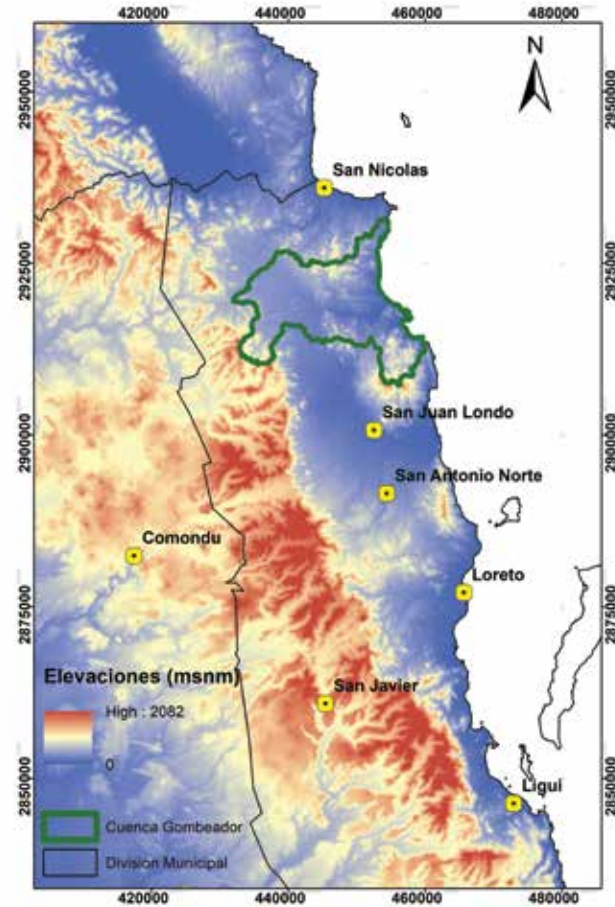 420000 440000 460000 480000
N
2950000 2950000
San Nicolas
2925000 2925000
2900000 2900000
San Juan Londo
San Antonio Norte
Comondu
Loreto
2875000 2875000
Elevaciones (msnm)
San Javier
High : 2082
0
2850000 2850000
Ligui
Cuenca Gombeador
Division Municipal
420000 440000 460000 480000